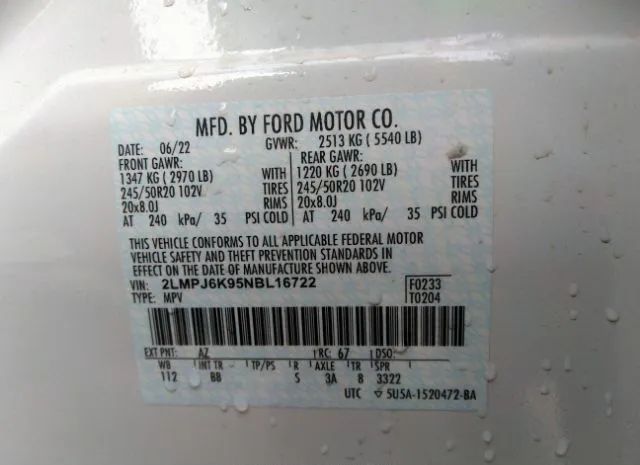 MFD. BY FORD MOTOR CO.
DATE: 06/22 GVWR: 2513 KG ( 5540 LB)
FRONT GAWR: REAR GAWR:
1347 KG ( 2970 LB) WITH 1220 KG ( 2690 LB) WITH
245/50R20 102V TIRES 245/50R20 102V TIRES
20x8.0J RIMS 20x8.0J RIMS
AT 240 kPa/ 35 PSI COLD AT 240 kPa/ 35 PSI COLD
THIS VEHICLE CONFORMS TO ALL APPLICABLE FEDERAL MOTOR
VEHICLE SAFETY AND THEFT PREVENTION STANDARDS IN
EFFECT ON THE DATE OF MANUFACTURE SHOWN ABOVE.
VIN: 2LMPJ6K95NBL16722 F0233
TYPE: MPV T0204
EXT PNT: AZ RC: 67 DSO:
WB INT TR TP/PS R AXLE TR SPR
112 BB S 3A 8 3322
UTC ▽ 5U5A-1520472-BA